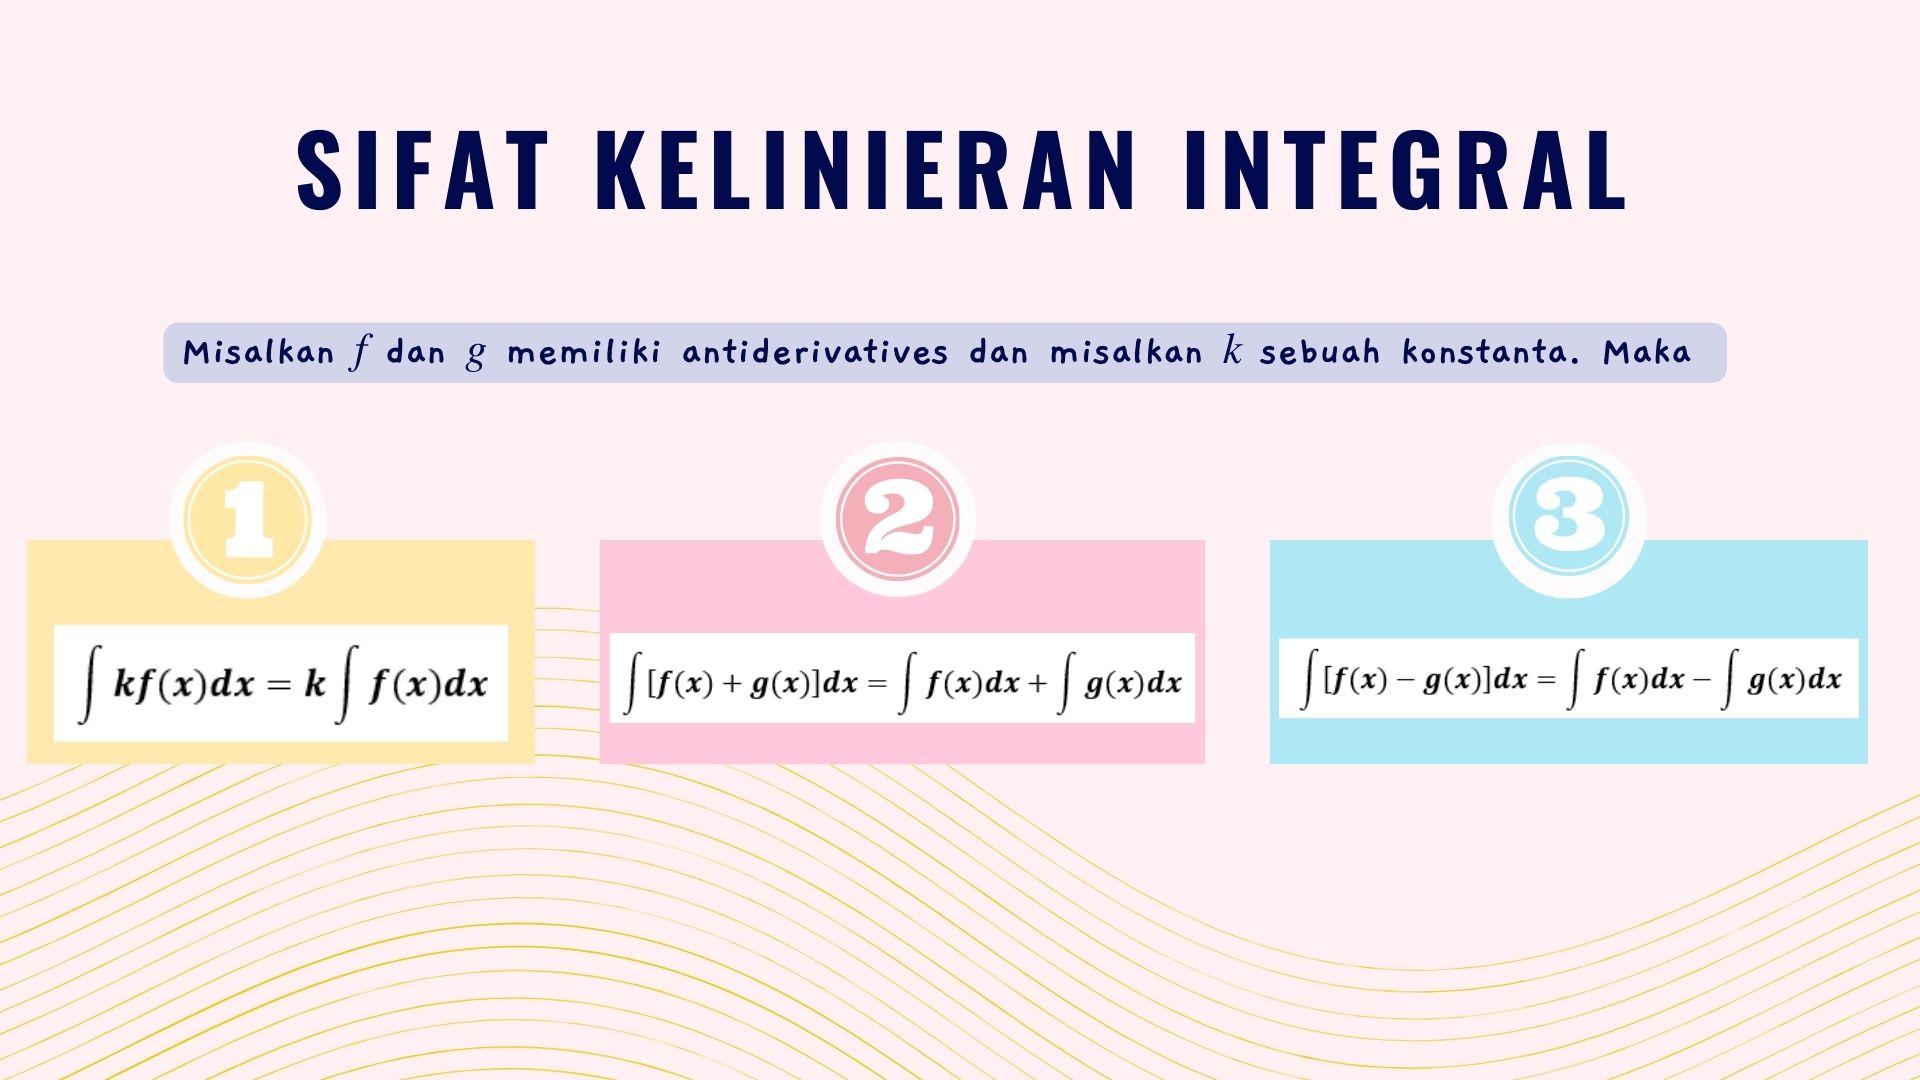 SIFAT KELINIERAN INTEGRAL
Misalkan f dan g memiliki antiderivatives dan misalkan k sebuah konstanta. Maka
1
∫ kf(x)dx = k ∫ f(x)dx
2
∫ [f(x) + g(x)]dx = ∫ f(x)dx + ∫ g(x)dx
3
∫ [f(x) − g(x)]dx = ∫ f(x)dx − ∫ g(x)dx